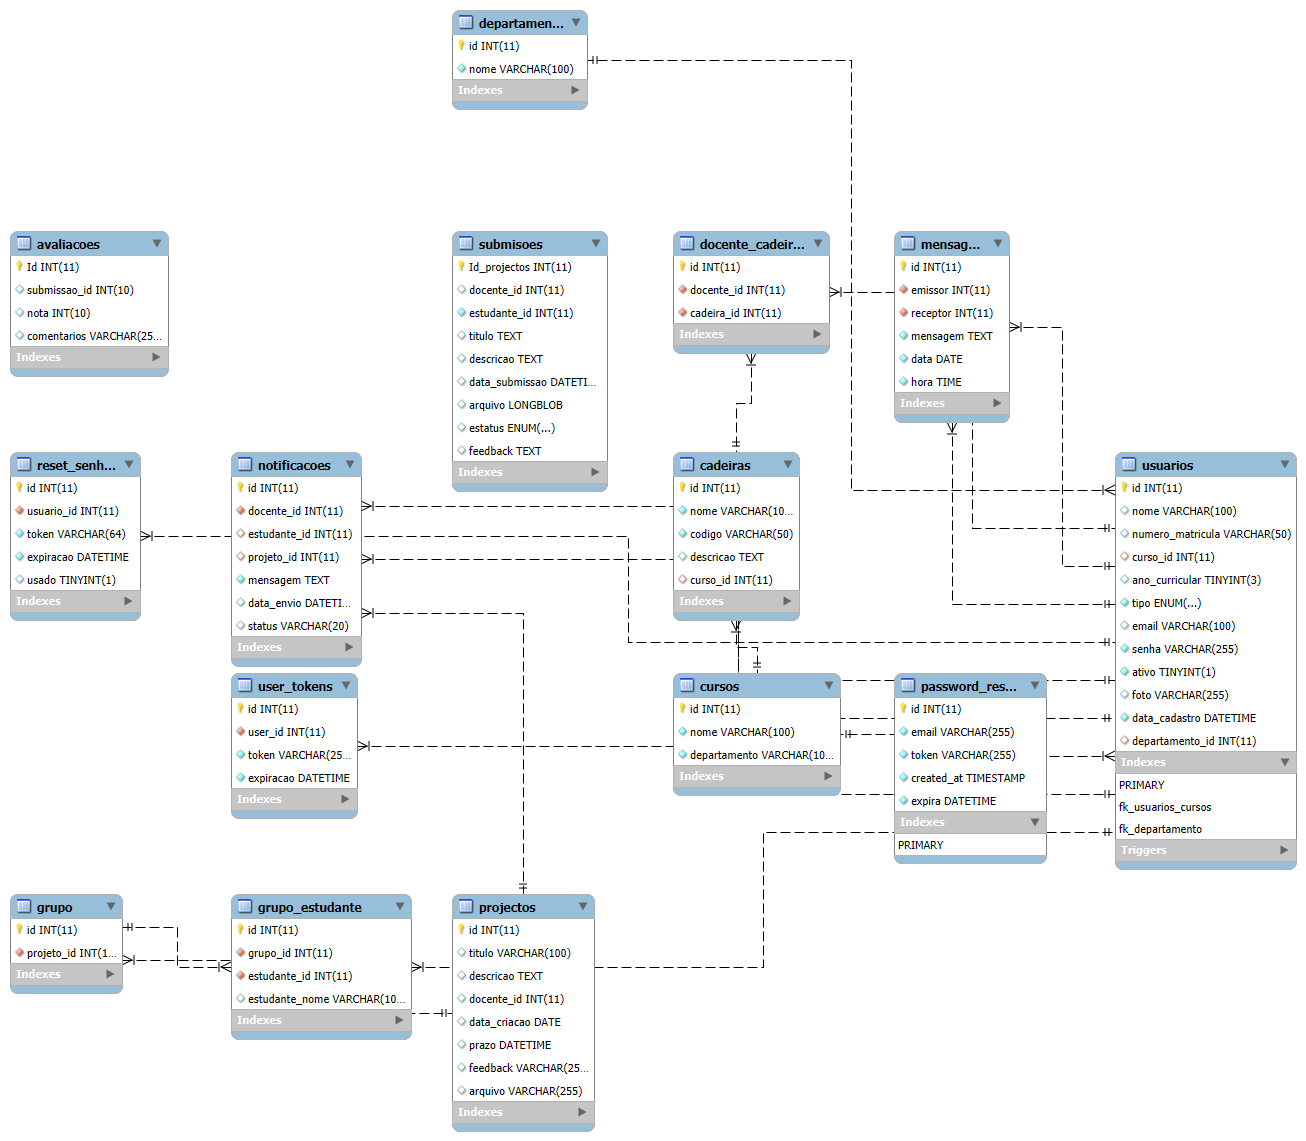 departamen...
id INT(11)
nome VARCHAR(100)
Indexes
avaliacoes
Id INT(11)
submissao_id INT(10)
nota INT(10)
comentarios VARCHAR(25...
Indexes
submisoes
Id_projectos INT(11)
docente_id INT(11)
estudante_id INT(11)
titulo TEXT
descricao TEXT
data_submissao DATETI...
arquivo LONGBLOB
estatus ENUM(...)
feedback TEXT
Indexes
docente_cadeir...
id INT(11)
docente_id INT(11)
cadeira_id INT(11)
Indexes
mensag...
id INT(11)
emissor INT(11)
receptor INT(11)
mensagem TEXT
data DATE
hora TIME
Indexes
reset_senh...
id INT(11)
usuario_id INT(11)
token VARCHAR(64)
expiracao DATETIME
usado TINYINT(1)
Indexes
notificacoes
id INT(11)
docente_id INT(11)
estudante_id INT(11)
projeto_id INT(11)
mensagem TEXT
data_envio DATETI...
status VARCHAR(20)
Indexes
cadeiras
id INT(11)
nome VARCHAR(10...
codigo VARCHAR(50)
descricao TEXT
curso_id INT(11)
Indexes
usuarios
id INT(11)
nome VARCHAR(100)
numero_matricula VARCHAR(50)
curso_id INT(11)
ano_curricular TINYINT(3)
tipo ENUM(...)
email VARCHAR(100)
senha VARCHAR(255)
ativo TINYINT(1)
foto VARCHAR(255)
data_cadastro DATETIME
departamento_id INT(11)
Indexes
PRIMARY
fk_usuarios_cursos
fk_departamento
Triggers
user_tokens
id INT(11)
user_id INT(11)
token VARCHAR(25...
expiracao DATETIME
Indexes
cursos
id INT(11)
nome VARCHAR(100)
departamento VARCHAR(10...
Indexes
password_res...
id INT(11)
email VARCHAR(255)
token VARCHAR(255)
created_at TIMESTAMP
expira DATETIME
Indexes
PRIMARY
grupo
id INT(11)
projeto_id INT(1...
Indexes
grupo_estudante
id INT(11)
grupo_id INT(11)
estudante_id INT(11)
estudante_nome VARCHAR(10...
Indexes
projectos
id INT(11)
titulo VARCHAR(100)
descricao TEXT
docente_id INT(11)
data_criacao DATE
prazo DATETIME
feedback VARCHAR(25...
arquivo VARCHAR(255)
Indexes